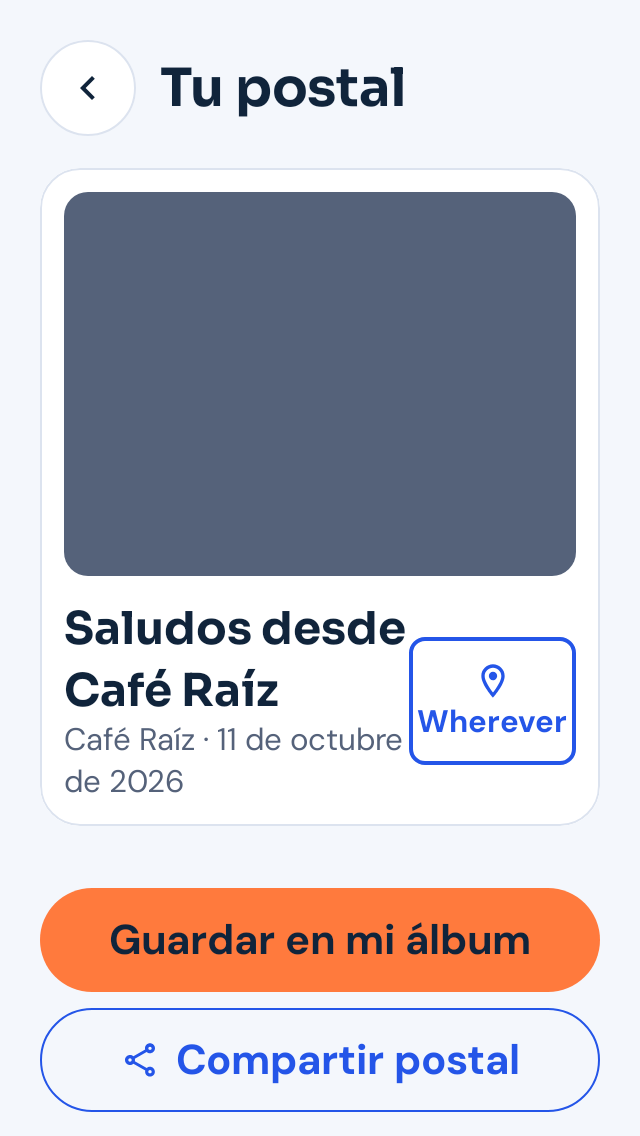 Tu postal
Saludos desde
Café Raíz
Café Raíz · 11 de octubre
de 2026
Wherever
Guardar en mi álbum
Compartir postal